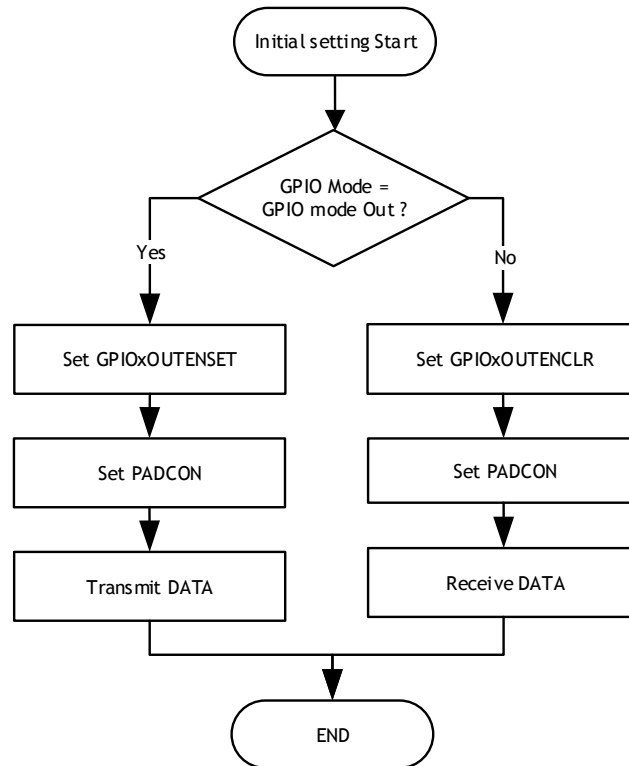 Initial setting Start
GPIO Mode =
GPIO mode Out ?
Yes
No
Set GPIOxOUTENSET
Set GPIOxOUTENCLR
Set PADCON
Set PADCON
Transmit DATA
Receive DATA
END